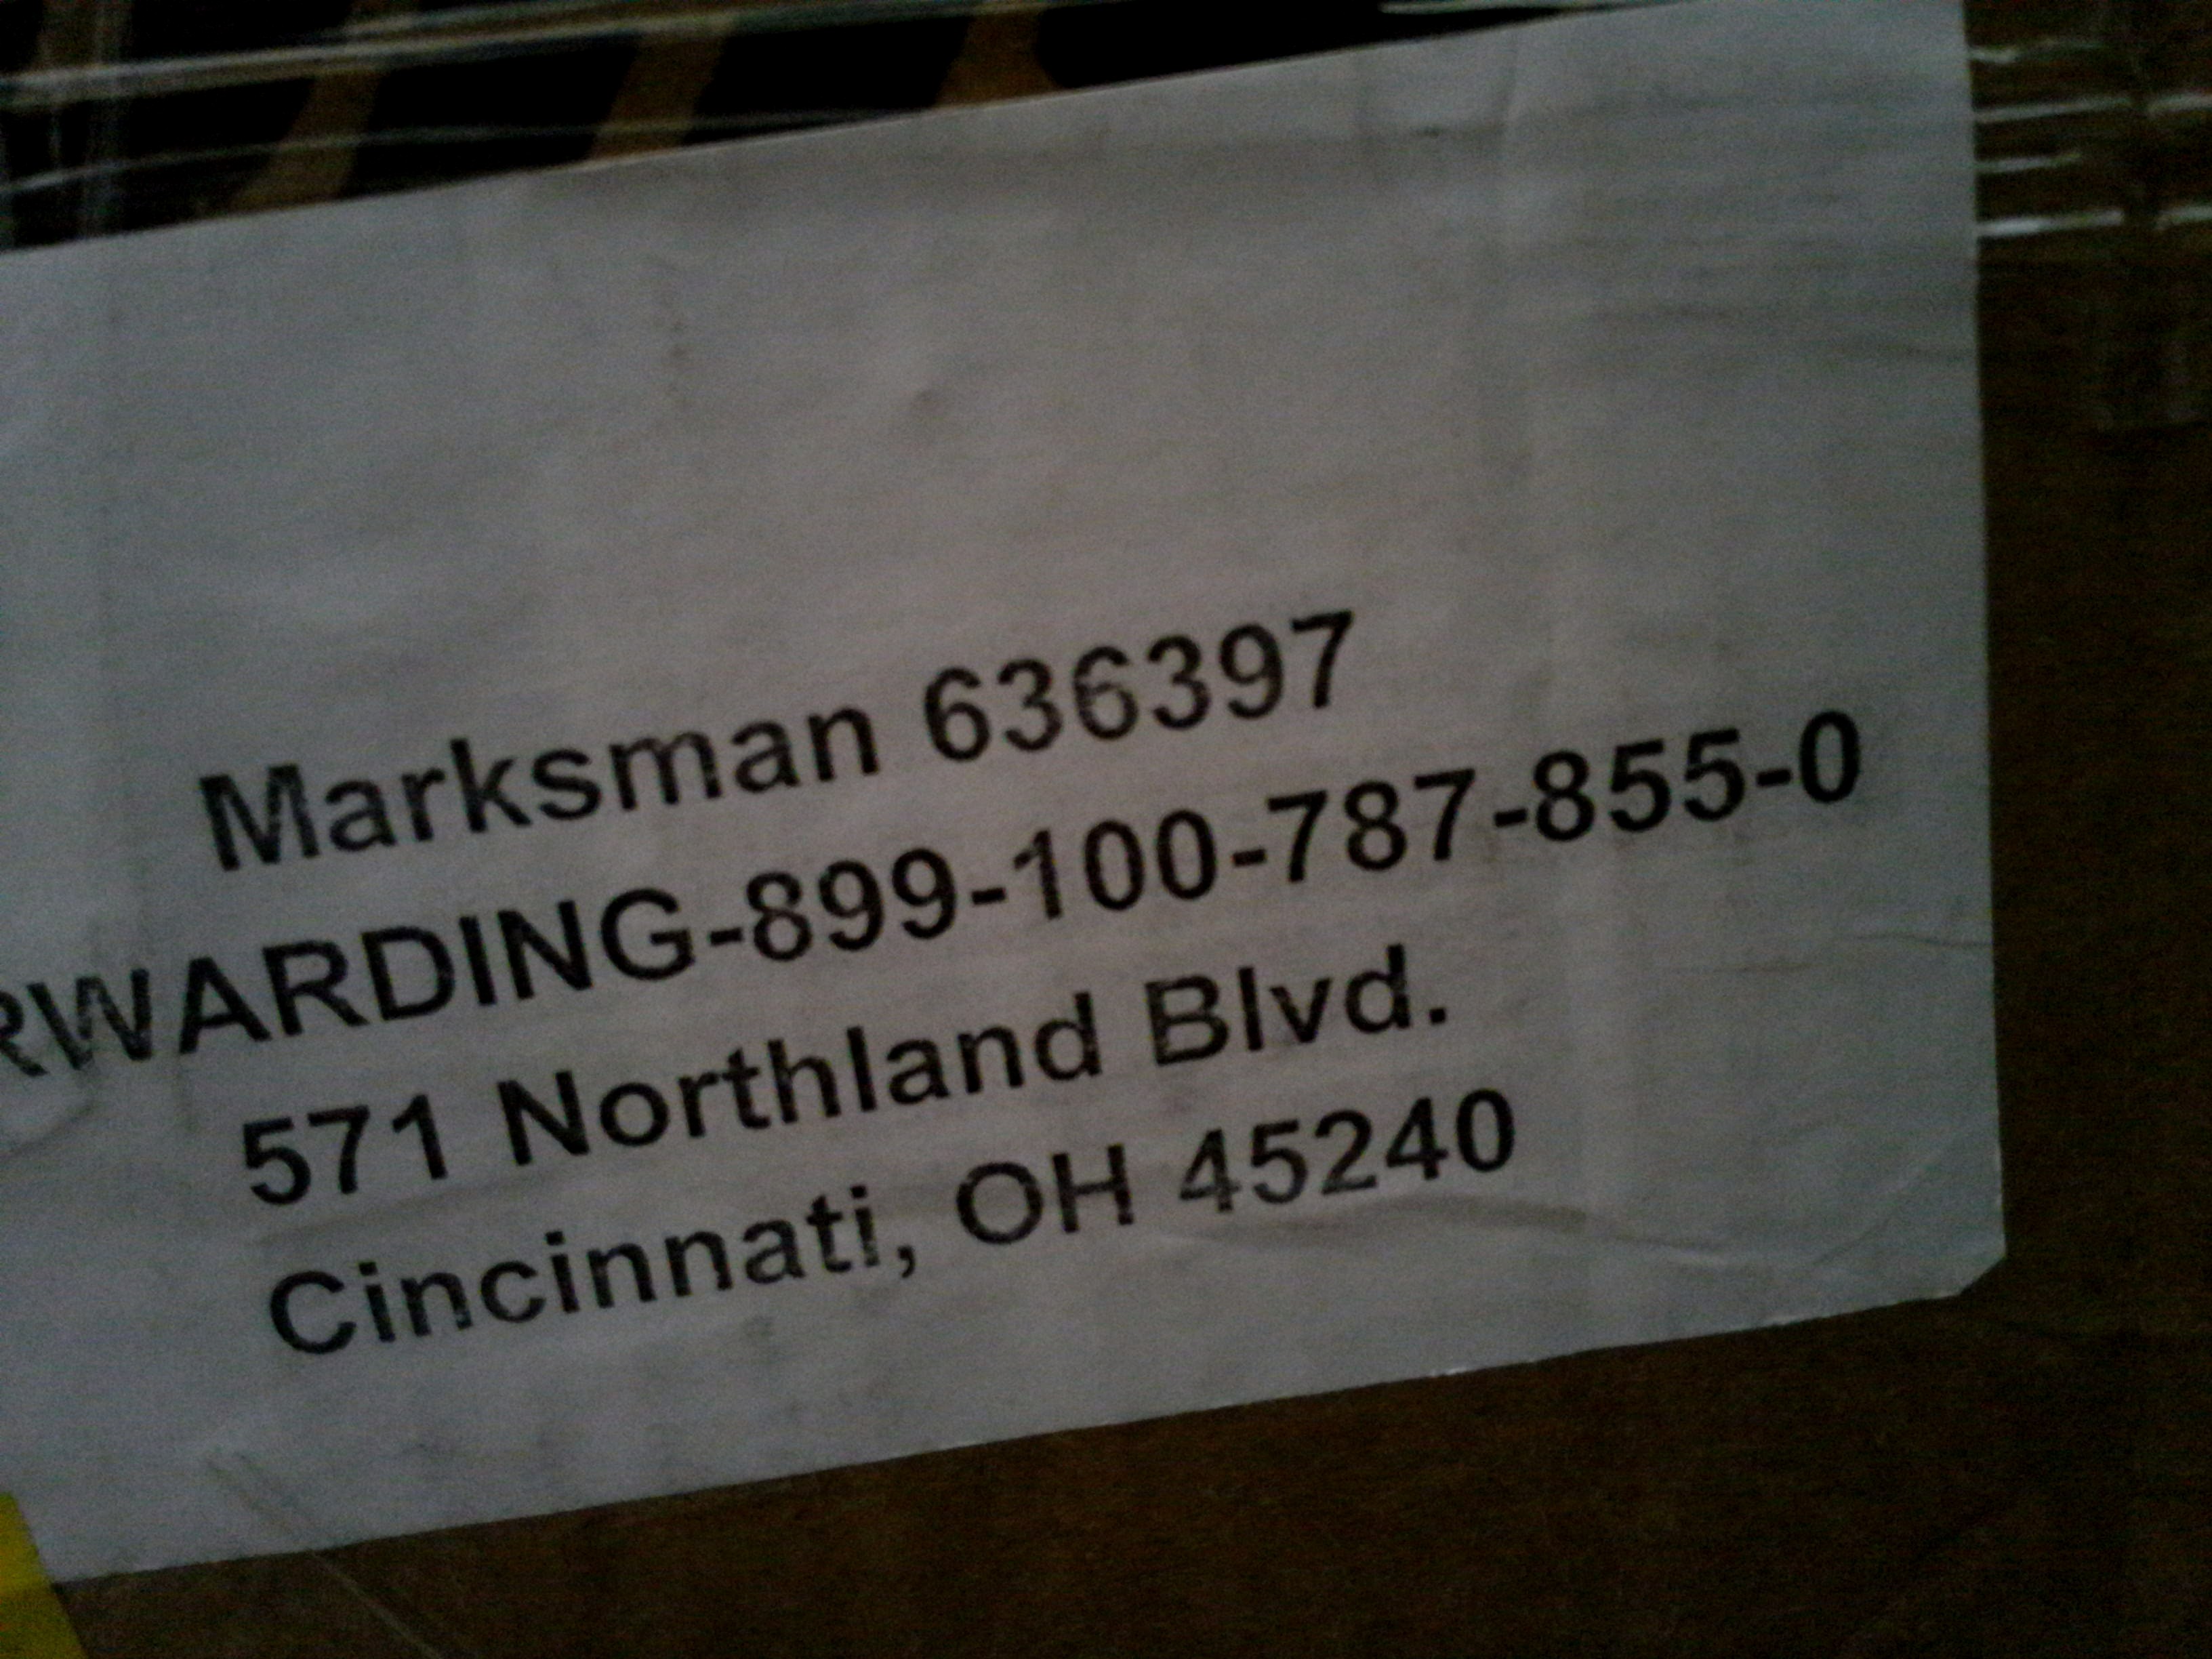 Marksman 636397
RWARDING-899-100-787-855-0
571 Northland Blvd.
Cincinnati, OH 45240